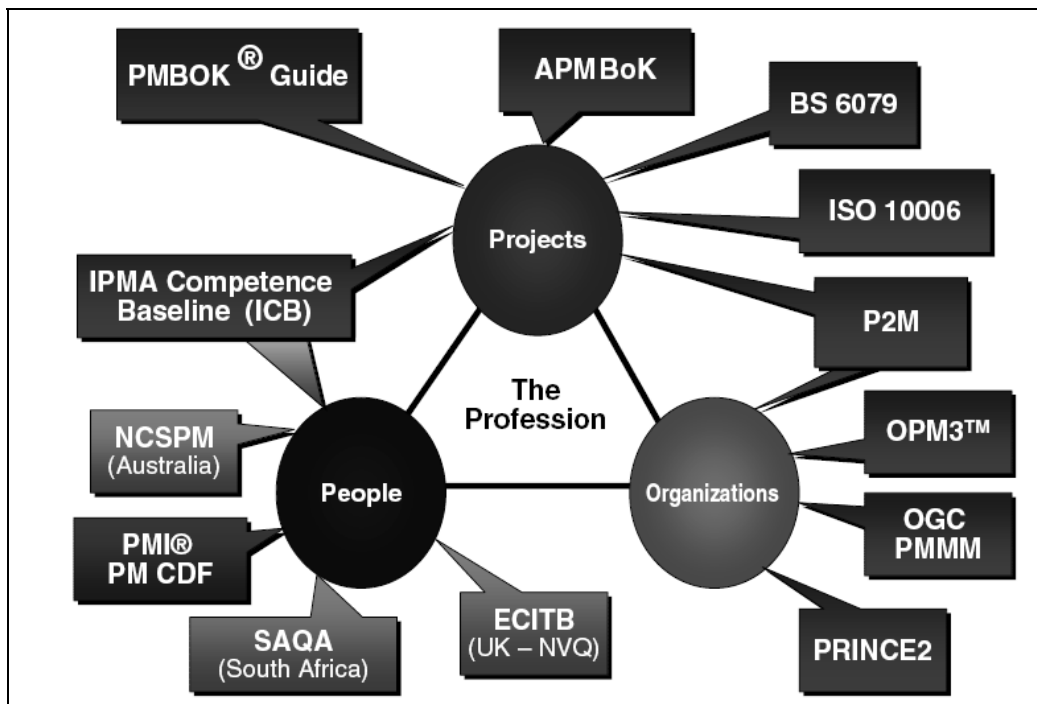 PMBOK ® Guide
APM BoK
BS 6079
ISO 10006
Projects
IPMA Competence
Baseline (ICB)
P2M
The
Profession
NCSPM
(Australia)
OPM3™
People
Organizations
OGC
PMMM
PMI®
PM CDF
SAQA
(South Africa)
ECITB
(UK – NVQ)
PRINCE2